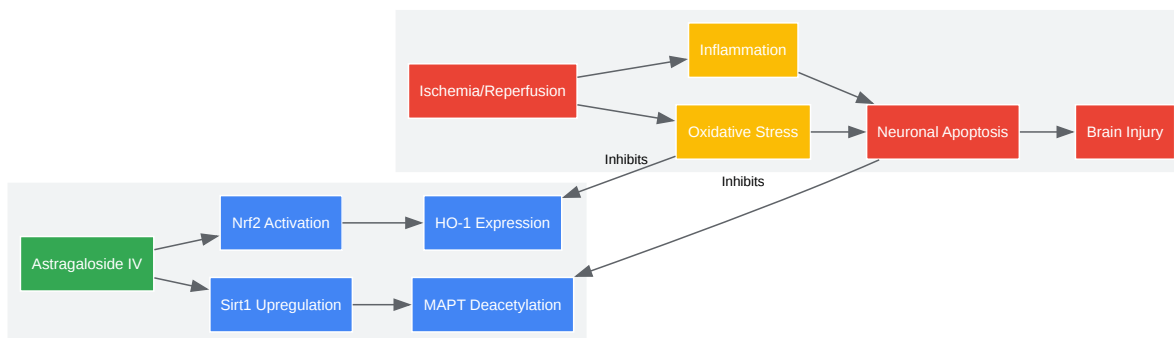 Inflammation
Ischemia/Reperfusion
Oxidative Stress
Neuronal Apoptosis
Brain Injury
Inhibits
Inhibits
Nrf2 Activation
HO-1 Expression
Astragaloside IV
Sirt1 Upregulation
MAPT Deacetylation